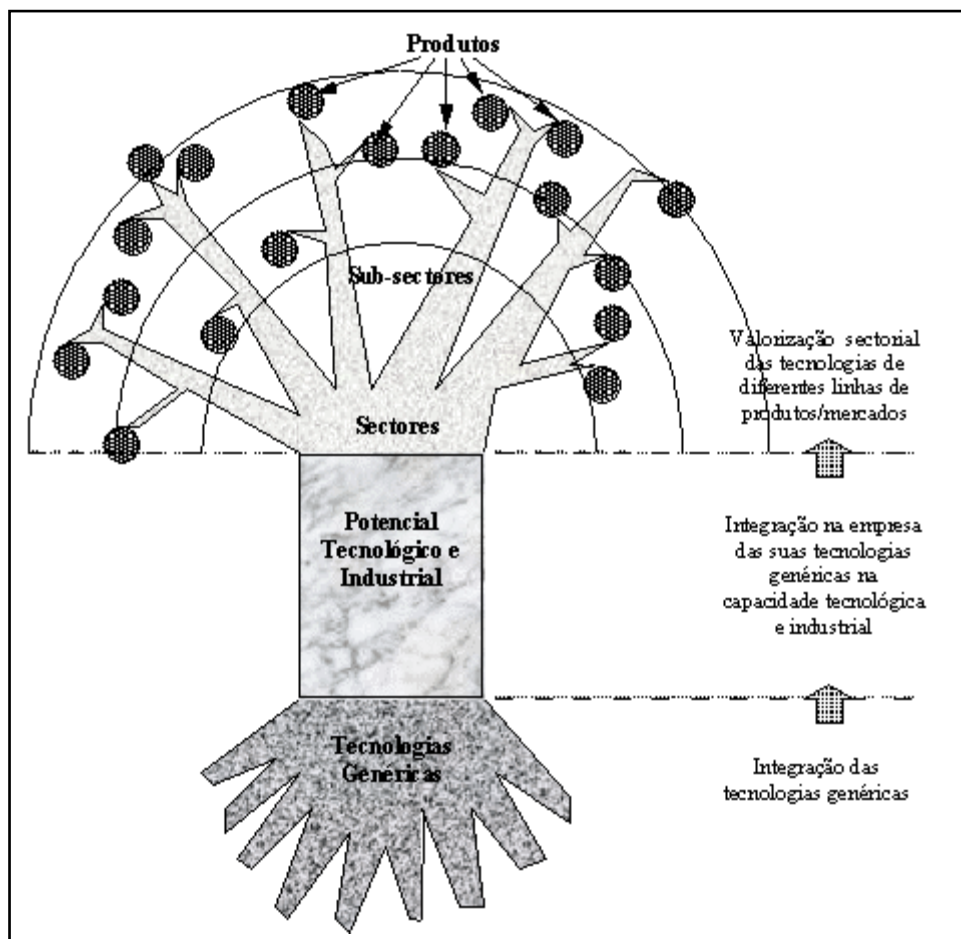 Produtos
Sub-sectores
Sectores
Valorização sectorial
das tecnologias de
diferentes linhas de
produtos/mercados
Potencial
Tecnológico e
Industrial
Integração na empresa
das suas tecnologias
genéricas na
capacidade tecnológica
e industrial
Tecnologias
Genéricas
Integração das
tecnologias genéricas